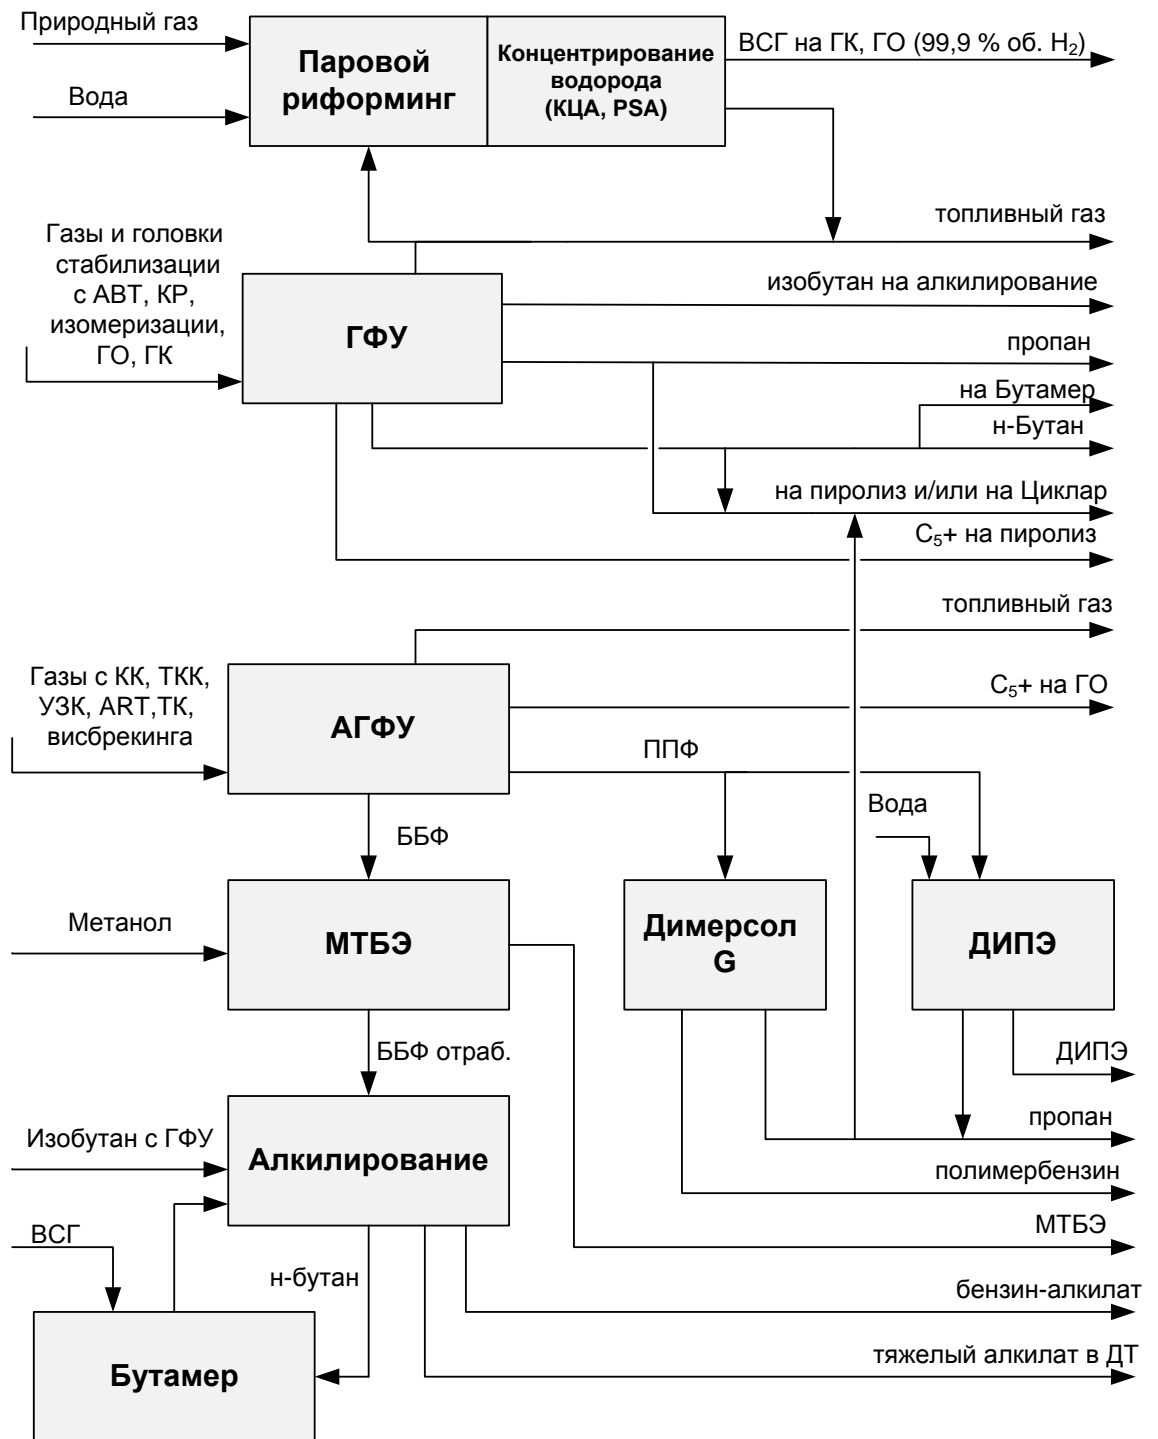 Природный газ
Вода
Паровой
риформинг
Концентрирование
водорода
(КЦА, PSA)
ВСГ на ГК, ГО (99,9 % об. H₂)
топливный газ
Газы и головки
стабилизации
с АВТ, КР,
изомеризации,
ГО, ГК
ГФУ
изобутан на алкилирование
пропан
на Бутамер
н-Бутан
на пиролиз и/или на Циклар
C₅+ на пиролиз
топливный газ
Газы с КК, ТКК,
УЗК, ART,ТК,
висбрекинга
АГФУ
C₅+ на ГО
ППФ
Вода
ББФ
Метанол
МТБЭ
Димерсол
G
ДИПЭ
ББФ отраб.
ДИПЭ
Изобутан с ГФУ
Алкилирование
пропан
полимербензин
ВСГ
МТБЭ
н-бутан
бензин-алкилат
Бутамер
тяжелый алкилат в ДТ